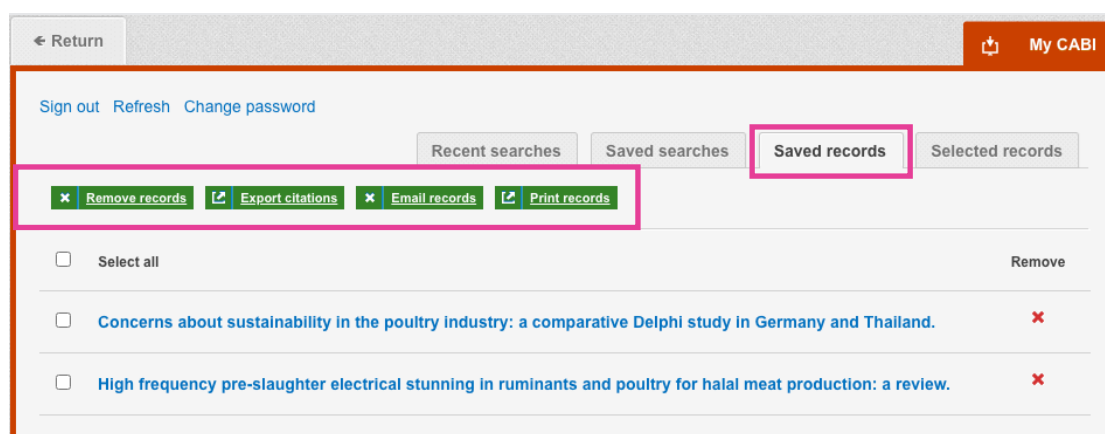 Return
My CABI
Sign out Refresh Change password
Recent searches Saved searches Saved records Selected records
Remove records Export citations Email records Print records
Select all Remove
Concerns about sustainability in the poultry industry: a comparative Delphi study in Germany and Thailand.
High frequency pre-slaughter electrical stunning in ruminants and poultry for halal meat production: a review.